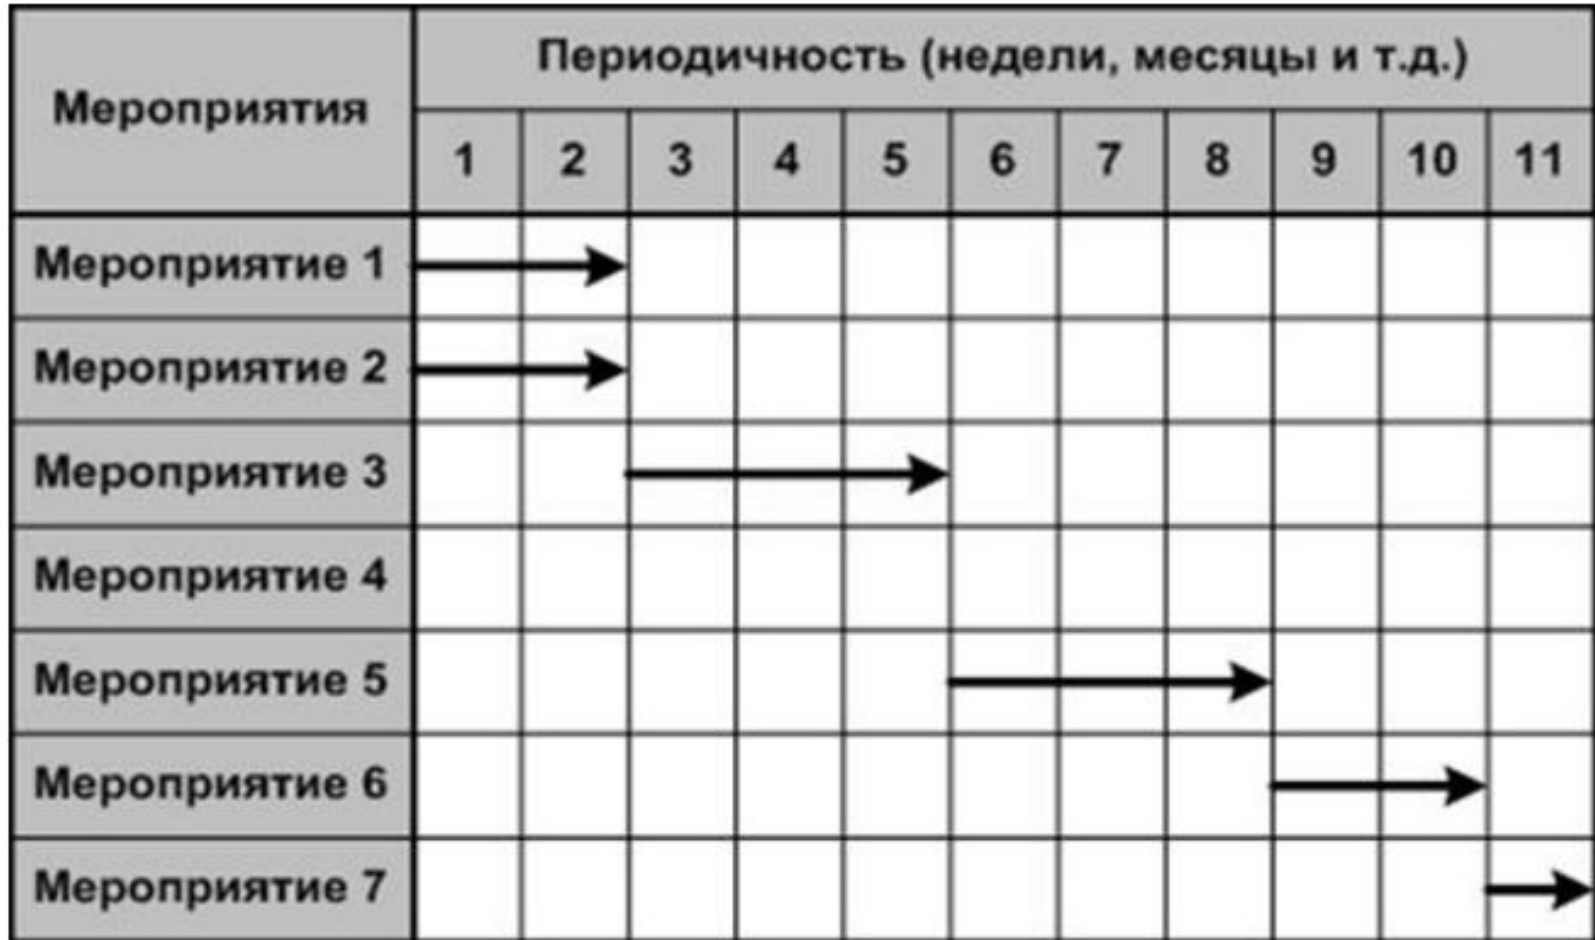 Мероприятия
Периодичность (недели, месяцы и т.д.)
1 2 3 4 5 6 7 8 9 10 11
Мероприятие 1
Мероприятие 2
Мероприятие 3
Мероприятие 4
Мероприятие 5
Мероприятие 6
Мероприятие 7